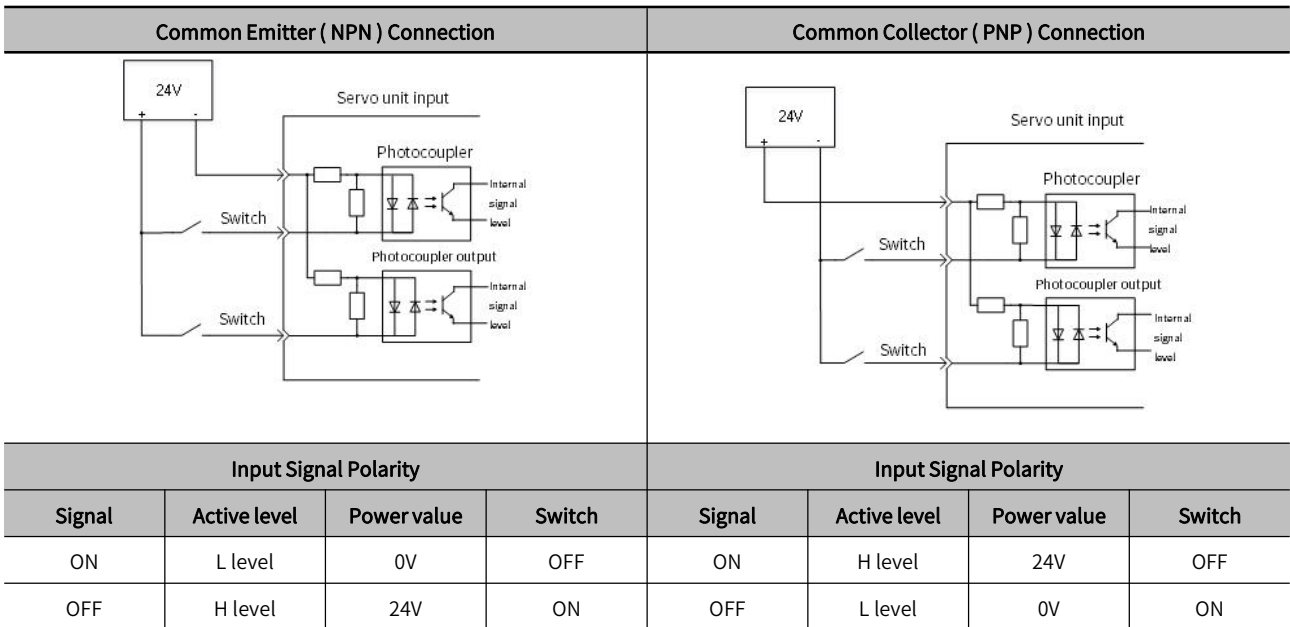 Common Emitter ( NPN ) Connection
Common Collector ( PNP ) Connection
24V
+ -
Servo unit input
Photocoupler
Internal
signal
level
Switch
Photocoupler output
Internal
signal
level
Switch
24V
+ -
Servo unit input
Photocoupler
Internal
signal
level
Switch
Photocoupler output
Internal
signal
level
Switch
Input Signal Polarity
Input Signal Polarity
Signal Active level Power value Switch Signal Active level Power value Switch
ON L level 0V OFF ON H level 24V OFF
OFF H level 24V ON OFF L level 0V ON